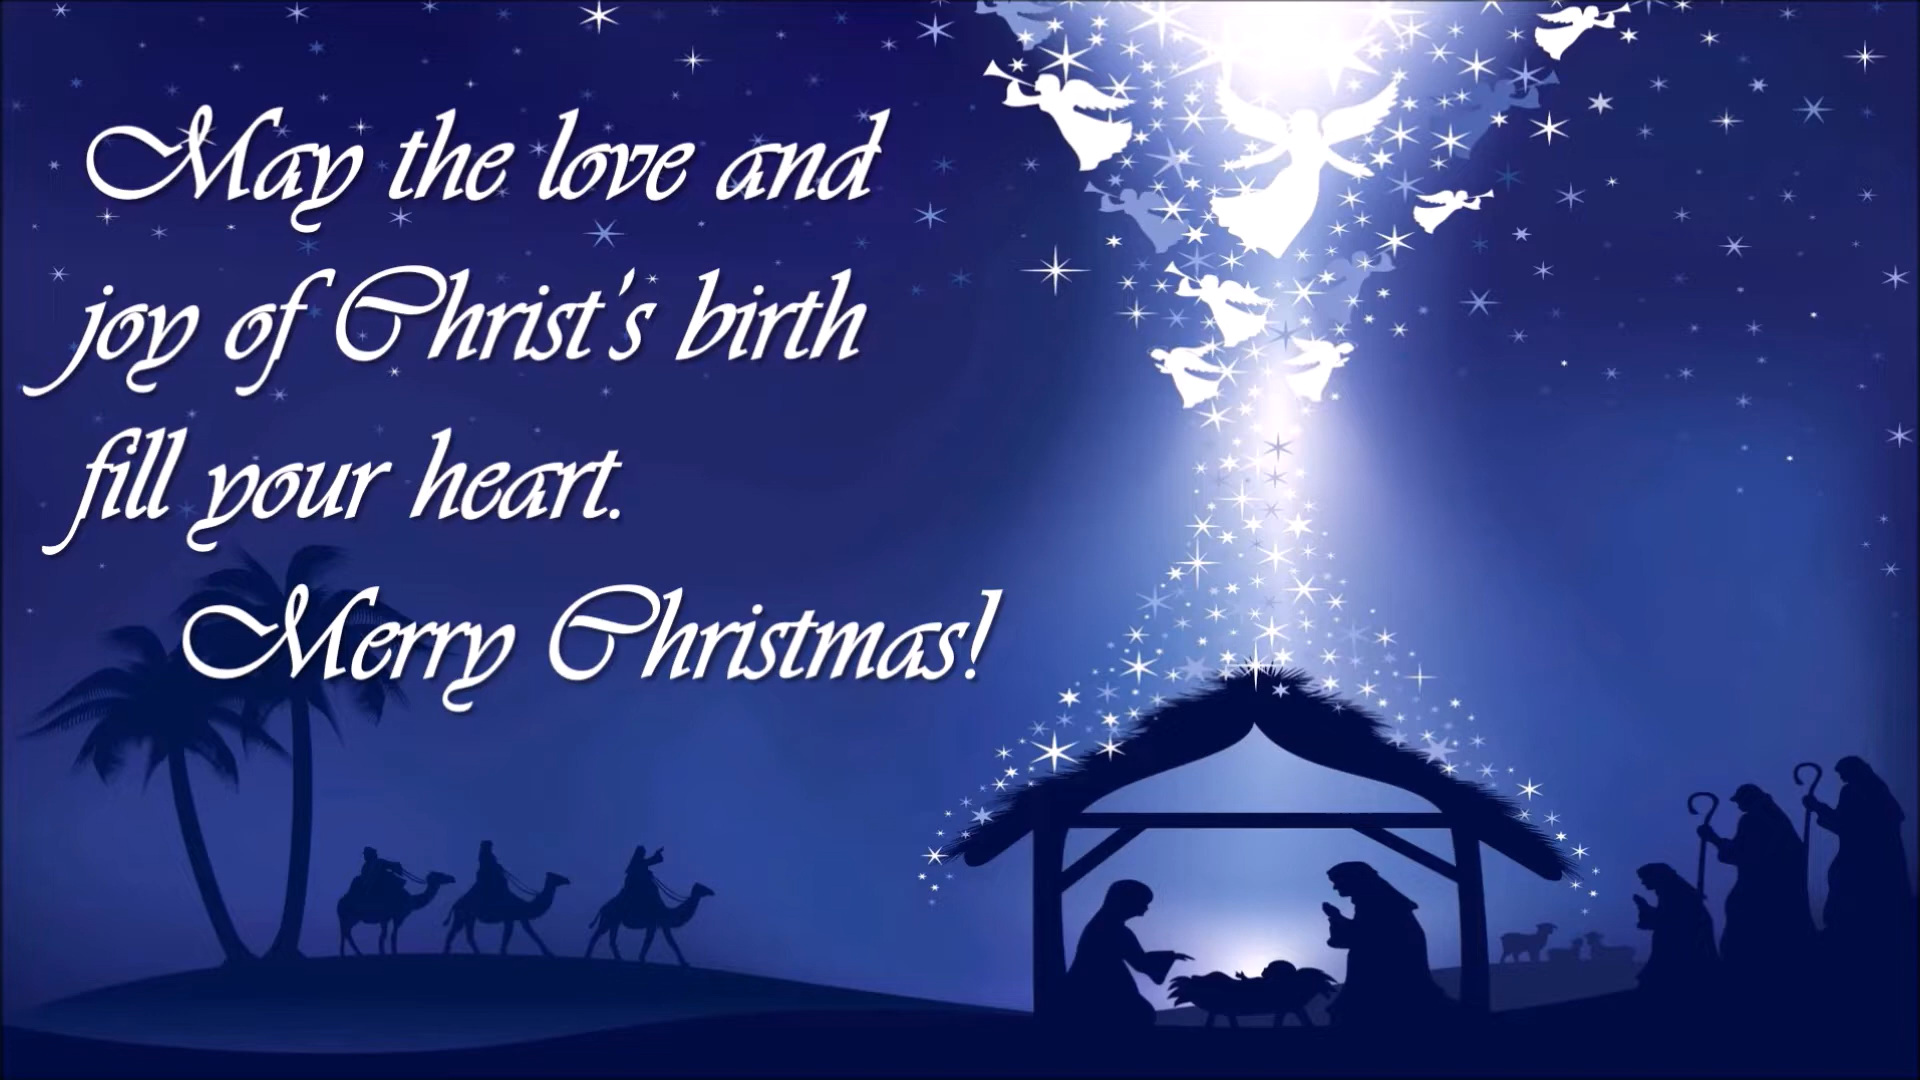 May the love and
joy of Christ's birth
fill your heart.
Merry Christmas!